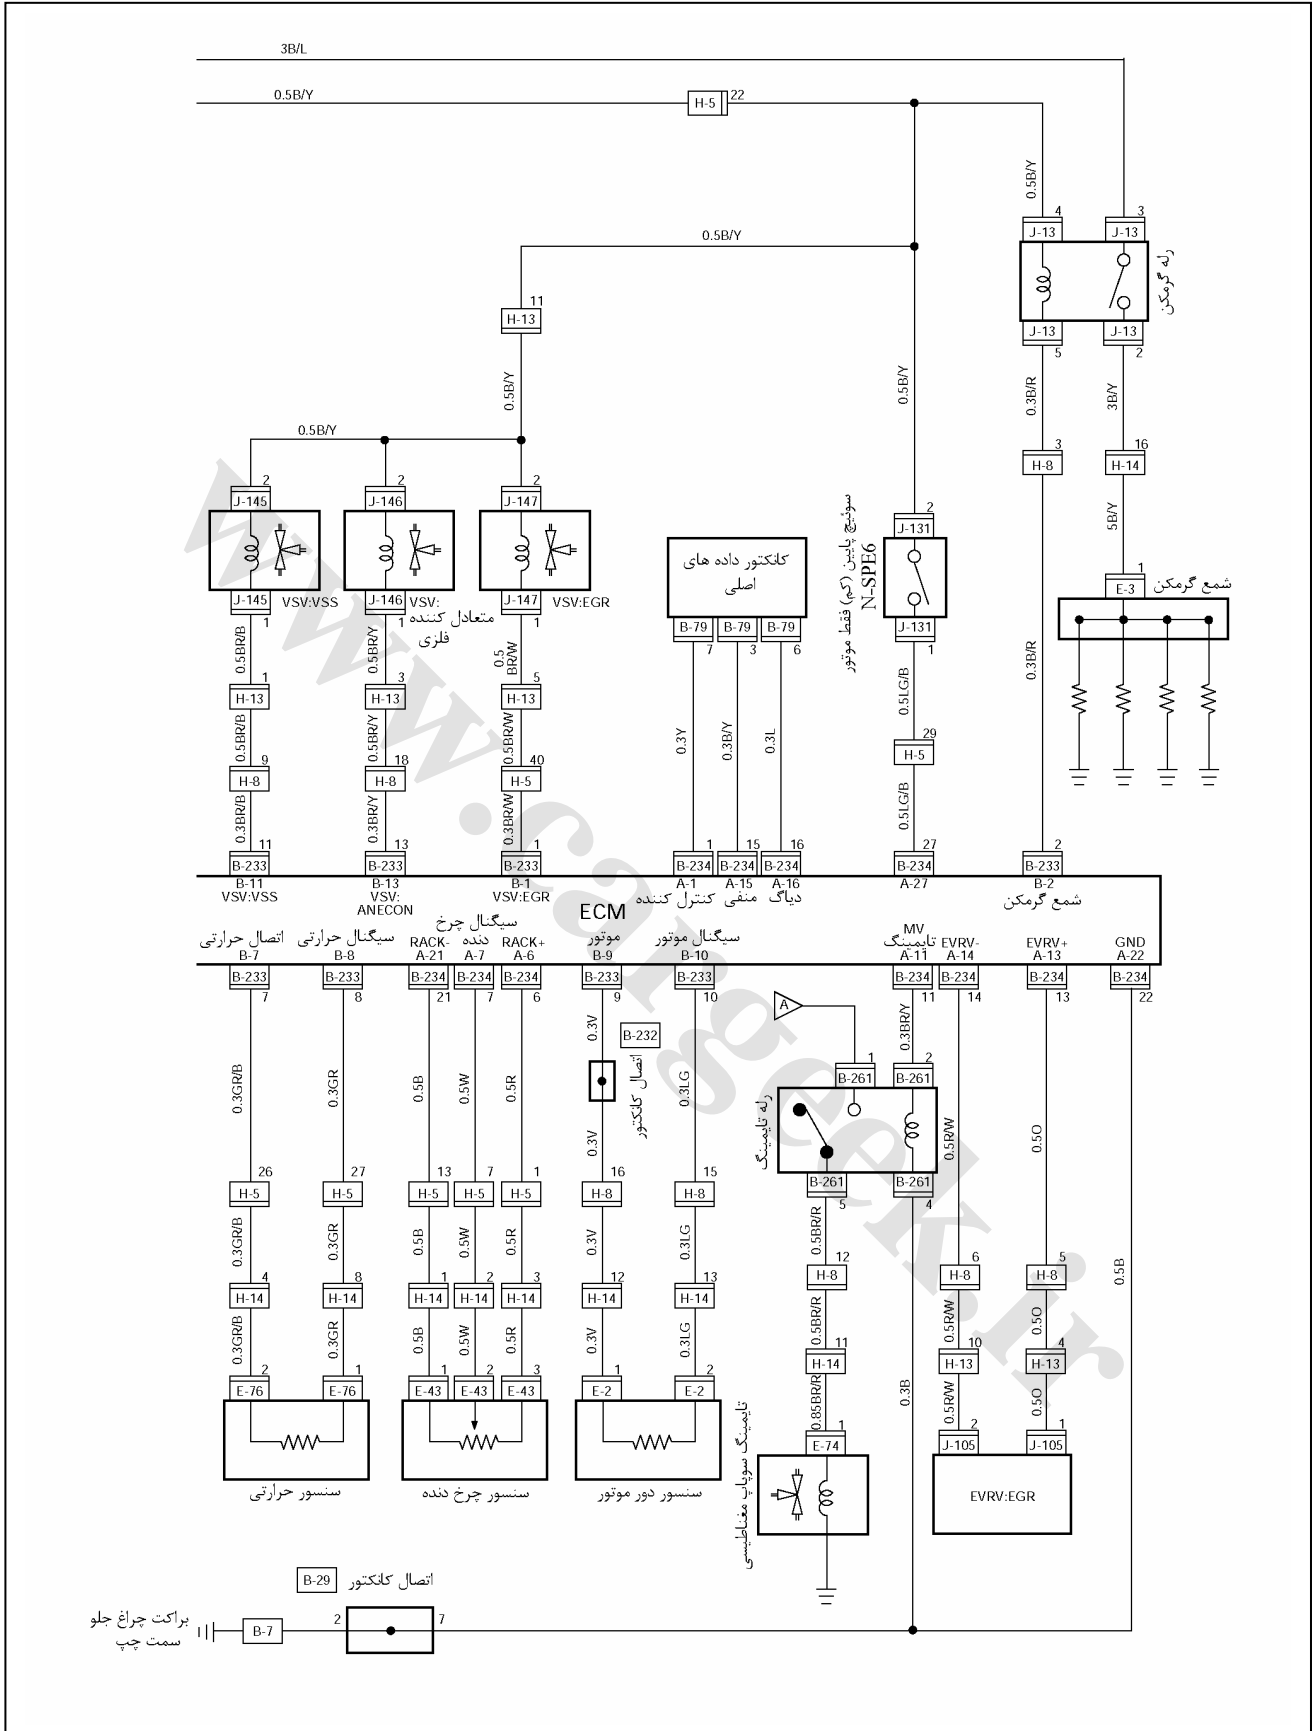 3B/L
0.5B/Y
H-5
22
0.5B/Y
4
3
J-13
J-13
رله گرمکن
J-13
J-13
5
2
0.5B/Y
11
H-13
0.5B/Y
0.5B/Y
0.3B/R
3B/Y
0.5B/Y
3
16
H-8
H-14
5B/Y
2
2
2
J-145
J-146
J-147
J-145
VSV:VSS
J-146
VSV:
متعادل کننده
فلزی
J-147
VSV:EGR
1
1
1
کانکتور داده های
اصلی
B-79
B-79
B-79
7
3
6
سوئیچ پایین (کم) فقط موتور
N-SPE6
2
J-131
J-131
1
1
E-3
شمع گرمکن
0.5BR/B
0.5BR/Y
0.5
BR/W
0.5LG/B
0.3B/R
1
3
5
H-13
H-13
H-13
0.5BR/B
0.5BR/Y
0.5BR/W
0.3Y
0.3B/Y
0.3L
29
H-5
9
18
40
H-8
H-8
H-5
0.3BR/B
0.3BR/Y
0.3BR/W
0.5LG/B
11
13
1
1
15
16
27
2
B-233
B-233
B-233
B-234
B-234
B-234
B-234
B-233
B-11
B-13
B-1
A-1
A-15
A-16
A-27
B-2
VSV:VSS
VSV:
ANECON
VSV:EGR
کنترل کننده
منفی
دیاگ
شمع گرمکن
ECM
اتصال حرارتی
سیگنال حرارتی
سیگنال چرخ
دنده
موتور
سیگنال موتور
MV
تایمینگ
RACK-
RACK+
EVRV-
EVRV+
GND
B-7
B-8
A-21
A-7
A-6
B-9
B-10
A-11
A-14
A-13
A-22
B-233
B-233
B-234
B-234
B-234
B-233
B-233
B-234
B-234
B-234
B-234
7
8
21
7
6
9
10
11
14
13
22
A
0.3V
B-232
اتصال کانکتور
0.3BR/Y
1
2
B-261
B-261
رله تایمینگ
B-261
B-261
5
4
0.3GR/B
0.3GR
0.5B
0.5W
0.5R
0.3V
0.3LG
0.5R/W
0.5O
26
27
13
7
1
16
15
H-5
H-5
H-5
H-5
H-5
H-8
H-8
0.3GR/B
0.3GR
0.5B
0.5W
0.5R
0.3V
0.3LG
0.5BR/R
12
6
5
H-8
H-8
H-8
0.5B
4
8
1
2
3
12
13
H-14
H-14
H-14
H-14
H-14
H-14
H-14
0.3GR/B
0.3GR
0.5B
0.5W
0.5R
0.3V
0.3LG
0.5BR/R
0.5R/W
0.5O
11
10
4
H-14
H-13
H-13
2
1
1
2
3
1
2
E-76
E-76
E-43
E-43
E-43
E-2
E-2
0.85BR/R
0.3B
0.5R/W
0.5O
1
2
1
E-74
J-105
J-105
سنسور حرارتی
سنسور چرخ دنده
سنسور دور موتور
تایمینگ سوپاپ مغناطیسی
EVRV:EGR
B-29
اتصال کانکتور
براکت چراغ جلو
سمت چپ
B-7
2
7
www.cargeek.ir